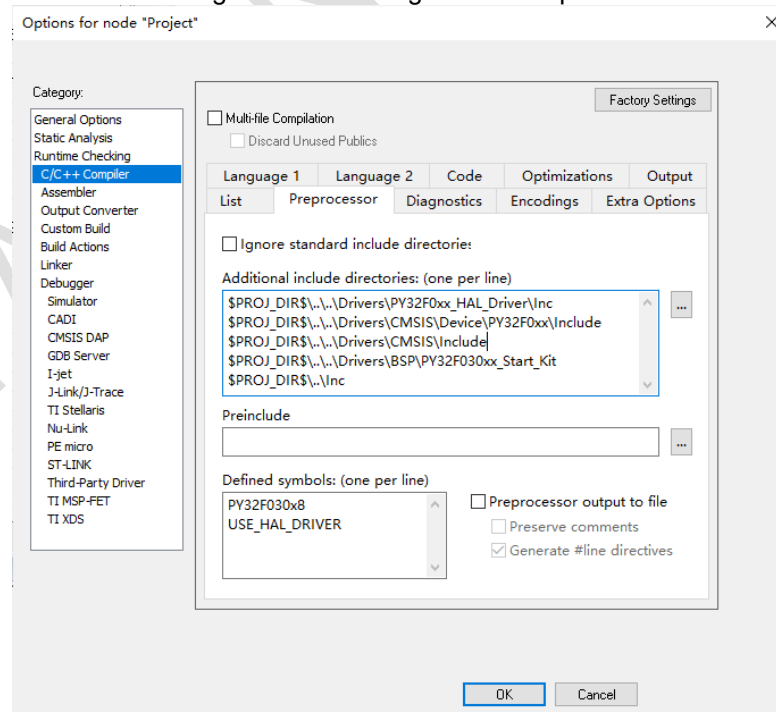 Options for node "Project"
Category:
General Options
Static Analysis
Runtime Checking
C/C++ Compiler
Assembler
Output Converter
Custom Build
Build Actions
Linker
Debugger
Simulator
CADI
CMSIS DAP
GDB Server
I-jet
J-Link/J-Trace
TI Stellaris
Nu-Link
PE micro
ST-LINK
Third-Party Driver
TI MSP-FET
TI XDS
Factory Settings
Multi-file Compilation
Discard Unused Publics
Language 1 Language 2 Code Optimizations Output
List Preprocessor Diagnostics Encodings Extra Options
Ignore standard include directories
Additional include directories: (one per line)
$PROJ_DIR$\..\..\Drivers\PY32F0xx_HAL_Driver\Inc
$PROJ_DIR$\..\..\Drivers\CMSIS\Device\PY32F0xx\Include
$PROJ_DIR$\..\..\Drivers\CMSIS\Include
$PROJ_DIR$\..\..\Drivers\BSP\PY32F030xx_Start_Kit
$PROJ_DIR$\..\Inc
...
Preinclude
...
Defined symbols: (one per line)
PY32F030x8
USE_HAL_DRIVER
Preprocessor output to file
Preserve comments
Generate #line directives
OK Cancel